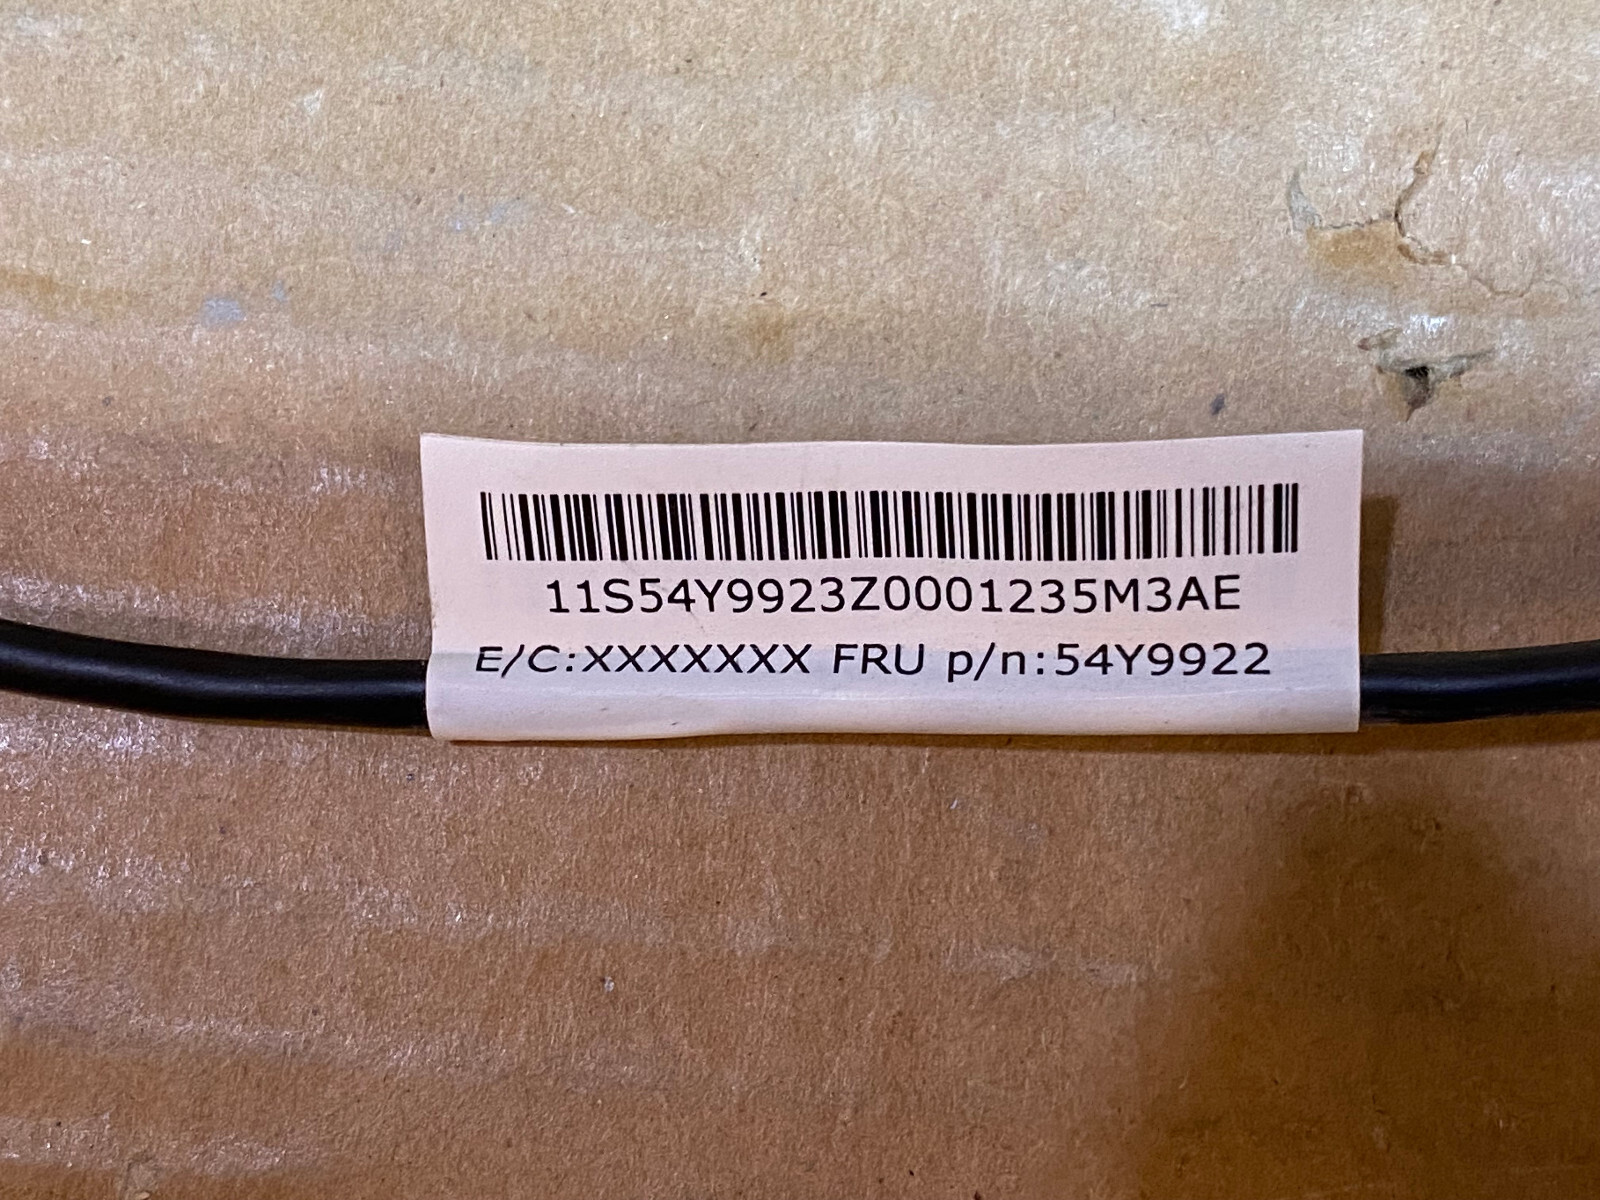 11S54Y9923Z0001235M3AE
E/C:XXXXXXX FRU p/n:54Y9922